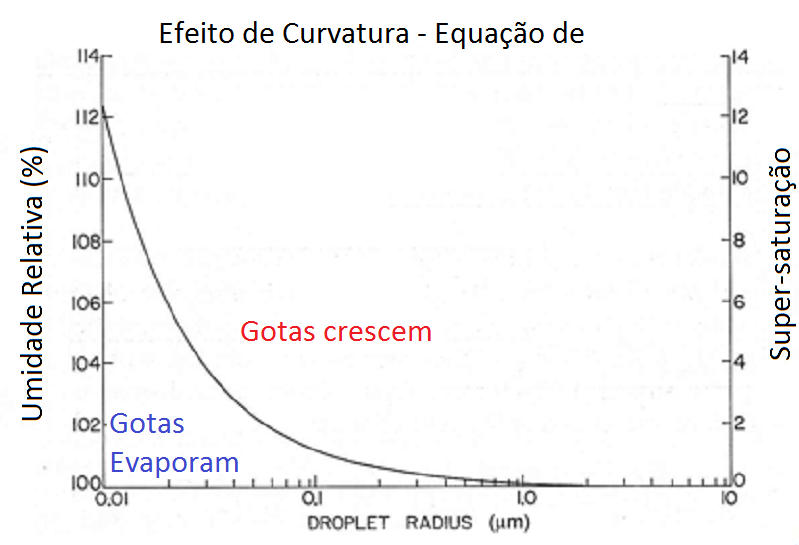 Efeito de Curvatura - Equação de
114
112
110
108
106
104
102
100
Umidade Relativa (%)
14
12
10
8
6
4
2
0
Super-saturação
Gotas crescem
Gotas
Evaporam
0.01
0,1
1,0
10
DROPLET RADIUS (μm)